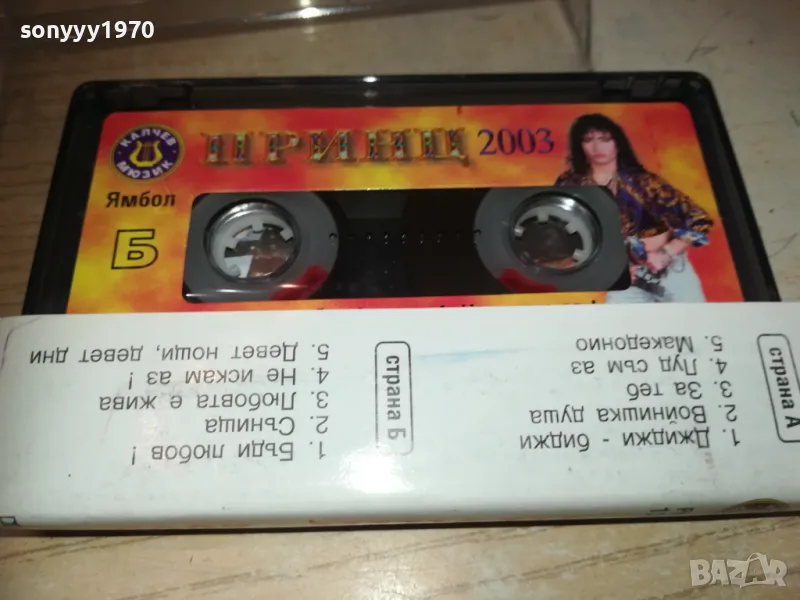 sonyyy1970
КАЛЧЕВ
МЮЗИК
ПРИНЦ 2003
Ямбол
Б
страна А
1. Джиджи - биджи
2. Войнишка душа
3. За теб
4. Луд съм аз
5. Македонио
страна Б
1. Бъди любов !
2. Сънища
3. Любовта е жива
4. Не искам аз !
5. Девет нощи, девет дни
BAZAR